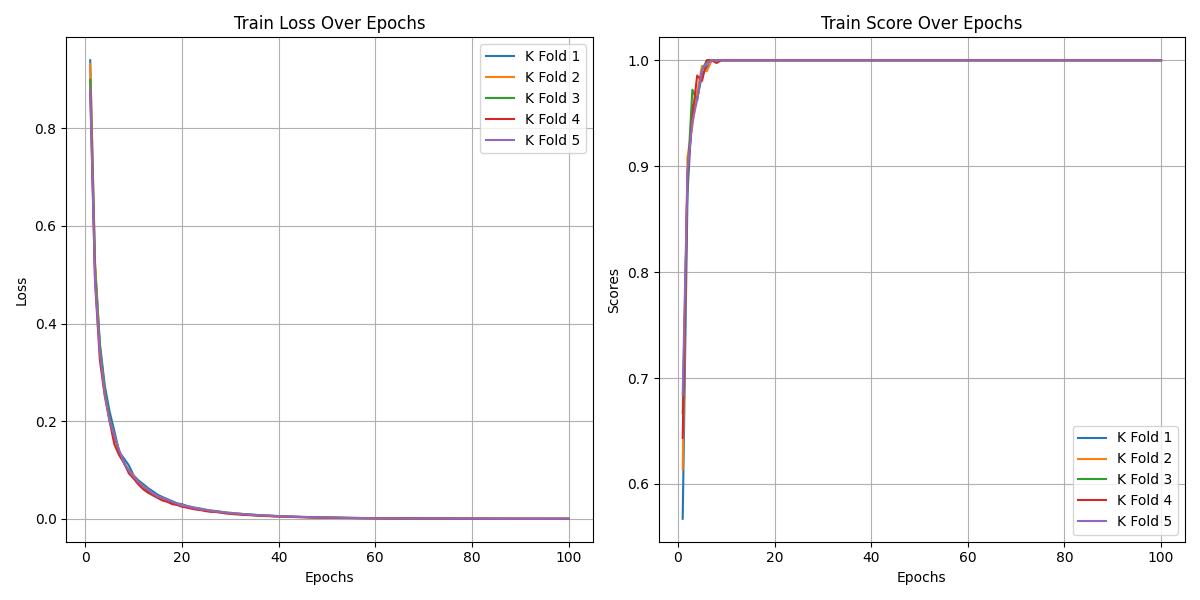 Train Loss Over Epochs
Loss
0.8
0.6
0.4
0.2
0.0
0 20 40 60 80 100
Epochs
K Fold 1
K Fold 2
K Fold 3
K Fold 4
K Fold 5
Train Score Over Epochs
Scores
1.0
0.9
0.8
0.7
0.6
0 20 40 60 80 100
Epochs
K Fold 1
K Fold 2
K Fold 3
K Fold 4
K Fold 5